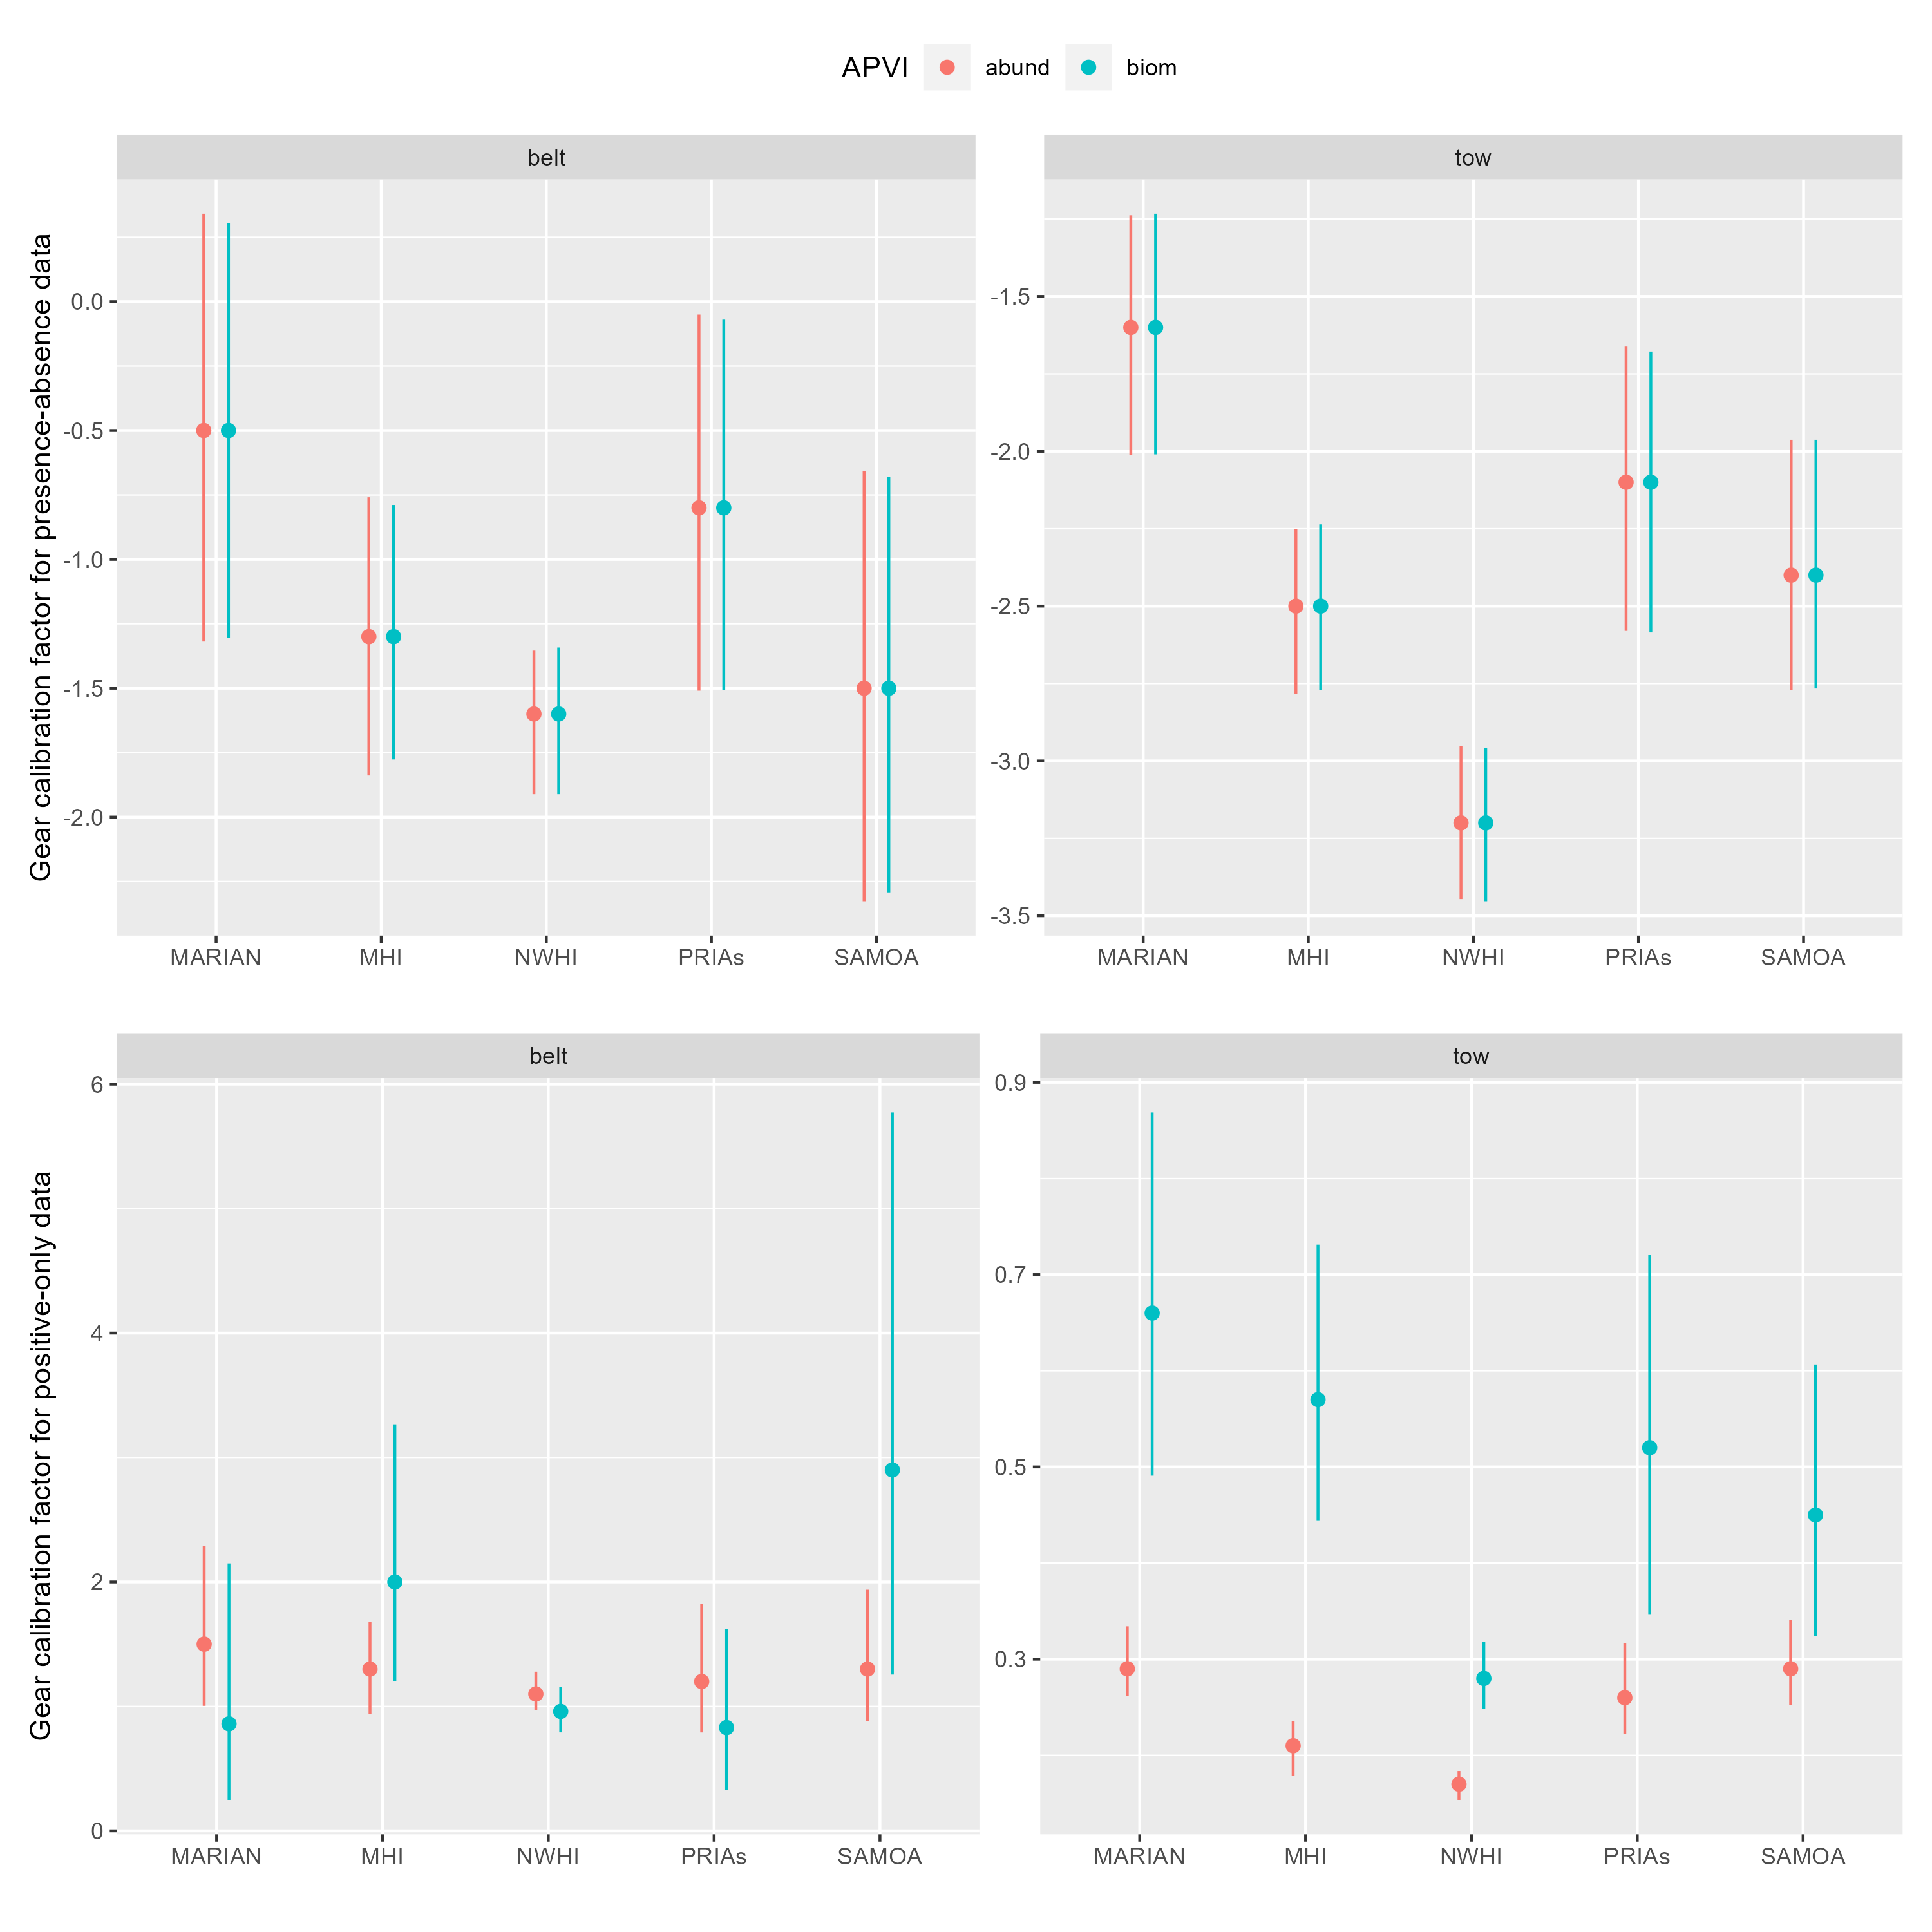 APVI abund biom
belt tow
Gear calibration factor for presence-absence data
0.0
-0.5
-1.0
-1.5
-2.0
-1.5
-2.0
-2.5
-3.0
-3.5
MARIAN MHI NWHI PRIAs SAMOA MARIAN MHI NWHI PRIAs SAMOA
belt tow
Gear calibration factor for positive-only data
6
4
2
0
0.9
0.7
0.5
0.3
MARIAN MHI NWHI PRIAs SAMOA MARIAN MHI NWHI PRIAs SAMOA